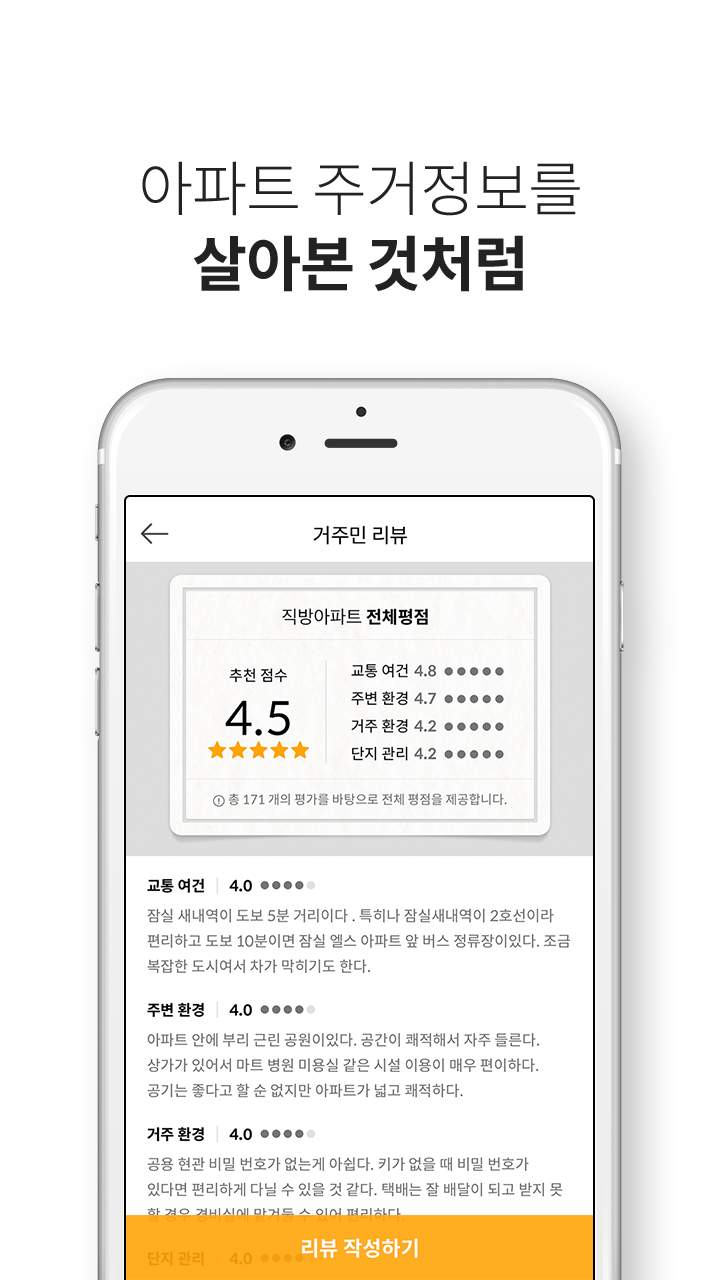 아파트 주거정보를
살아본 것처럼
거주민 리뷰
직방아파트 전체평점
추천 점수
4.5
교통 여건 4.8
주변 환경 4.7
거주 환경 4.2
단지 관리 4.2
총 171 개의 평가를 바탕으로 전체 평점을 제공합니다.
교통 여건 4.0
잠실 새내역이 도보 5분 거리이다 . 특히나 잠실새내역이 2호선이라
편리하고 도보 10분이면 잠실 엘스 아파트 앞 버스 정류장이있다. 조금
복잡한 도시여서 차가 막히기도 한다.
주변 환경 4.0
아파트 안에 부리 근린 공원이있다. 공간이 쾌적해서 자주 들른다.
상가가 있어서 마트 병원 미용실 같은 시설 이용이 매우 편이하다.
공기는 좋다고 할 순 없지만 아파트가 넓고 쾌적하다.
거주 환경 4.0
공용 현관 비밀 번호가 없는게 아쉽다. 키가 없을 때 비밀 번호가
있다면 편리하게 다닐 수 있을 것 같다. 택배는 잘 배달이 되고 받지 못
할 경우 경비실에 맡겨둘 수 있어 편리하다.
단지 관리 4.0
리뷰 작성하기